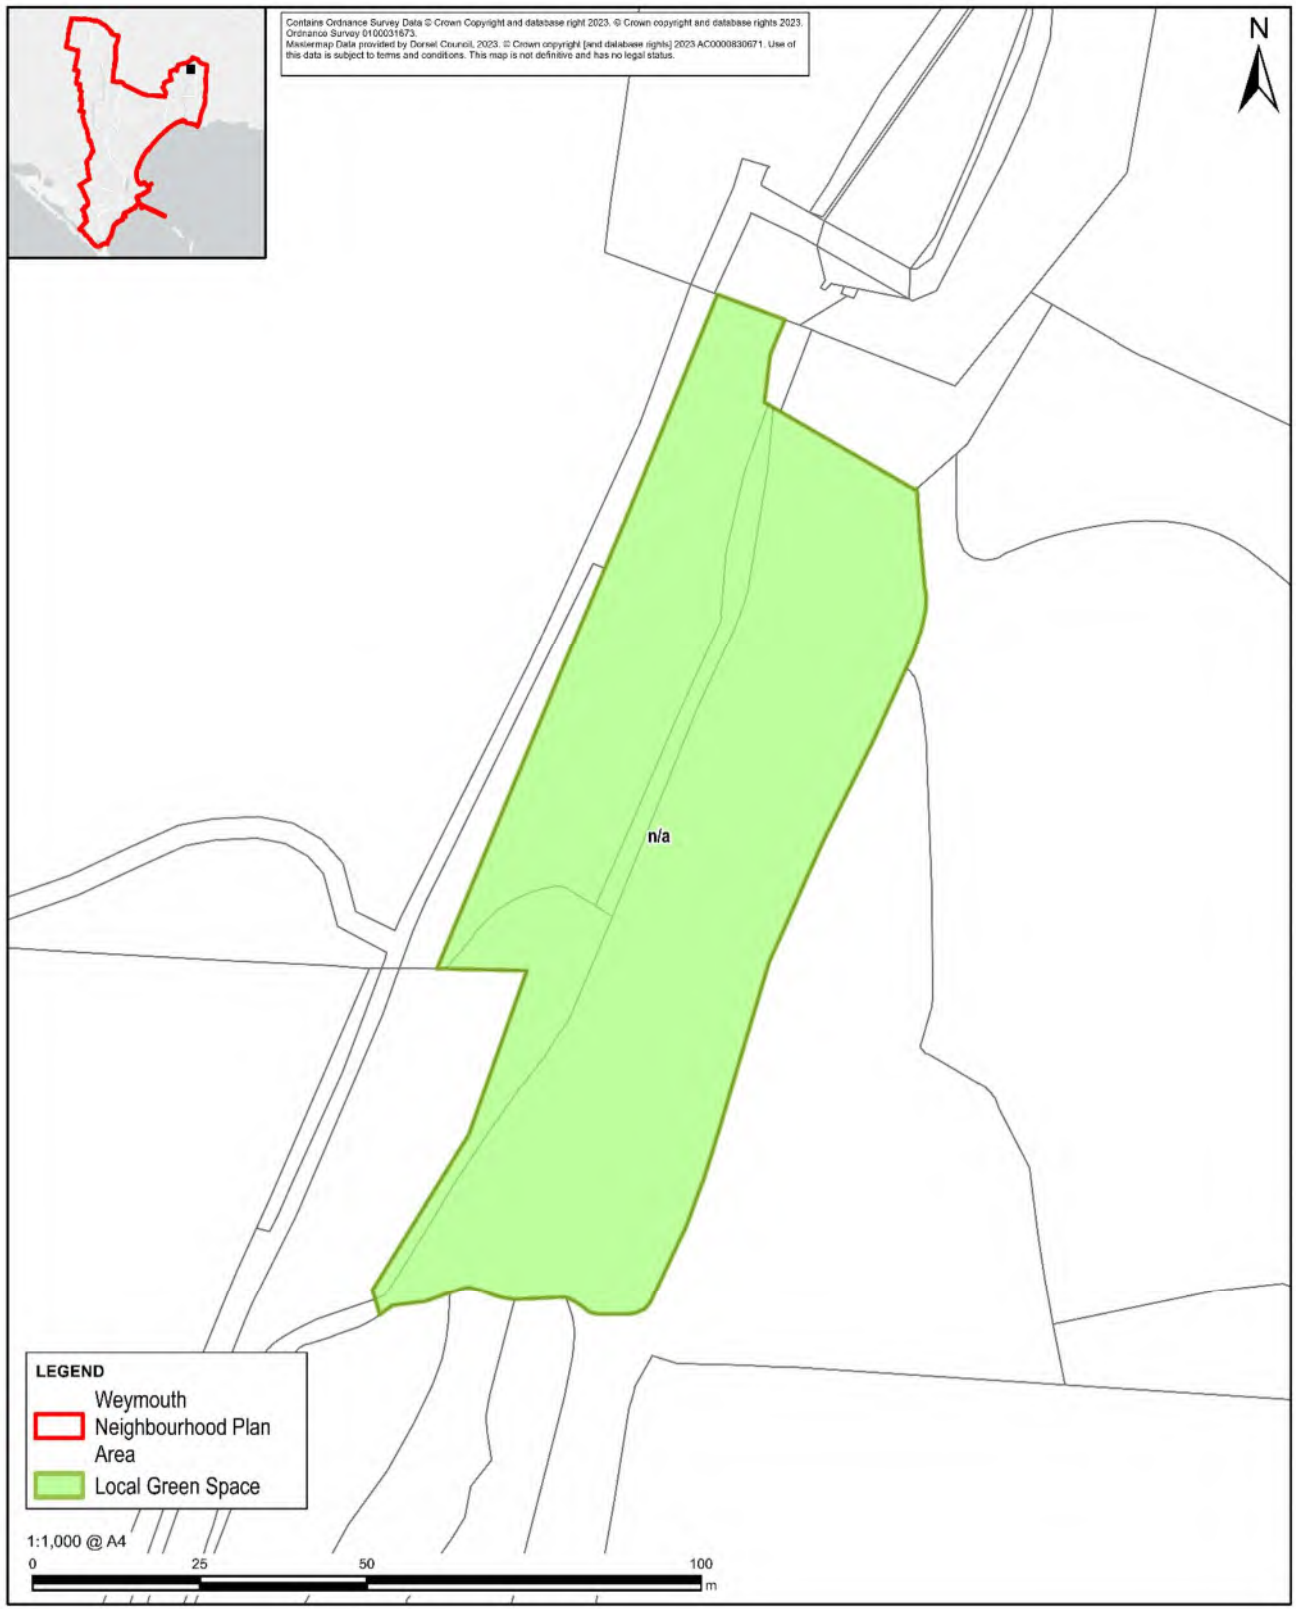 Contains Ordnance Survey Data © Crown Copyright and database right 2023. © Crown copyright and database rights 2023.
Ordnance Survey 0100031673.
Mastermap Data provided by Dorset Council, 2023. © Crown copyright [and database rights] 2023 AC0000830671. Use of
this data is subject to terms and conditions. This map is not definitive and has no legal status.
N
n/a
LEGEND
Weymouth
Neighbourhood Plan
Area
Local Green Space
1:1,000 @ A4
0 25 50 100
m